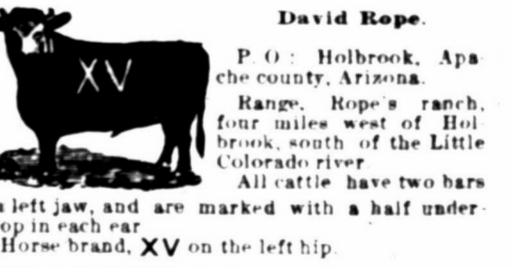 David Rope.
XV
P. O : Holbrook, Apa-
che county, Arizona.
Range, Rope's ranch,
four miles west of Hol-
brook, south of the Little
Colorado river.
All cattle have two bars
left jaw, and are marked with a half under-
in each ear
Horse brand, XV on the left hip.